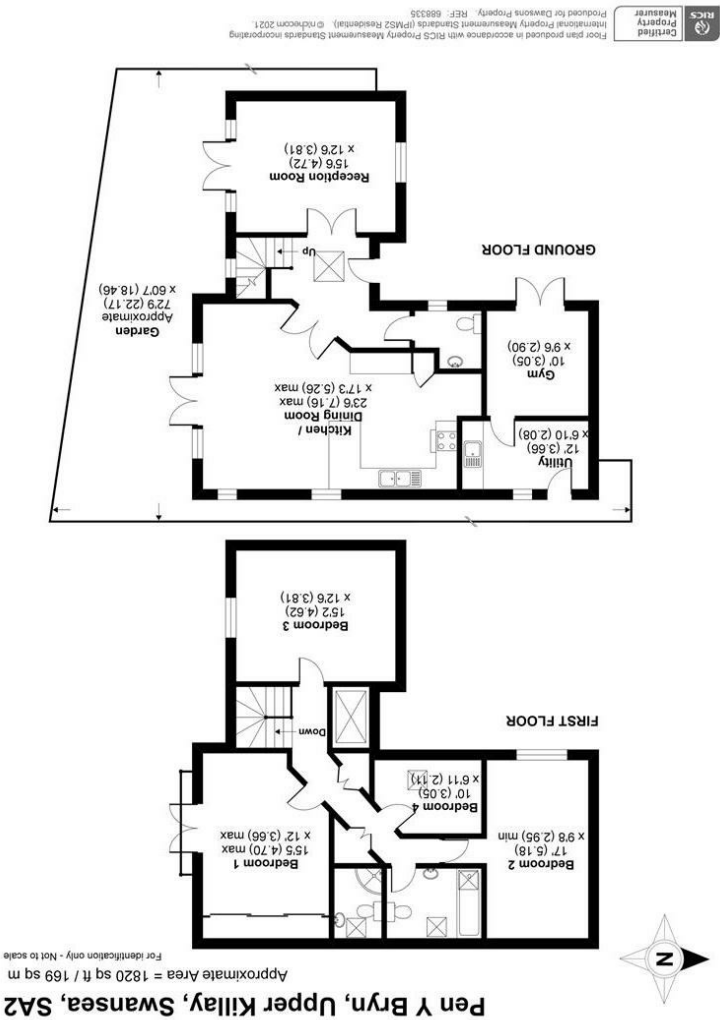 Pen Y Bryn, Upper Killay, Swansea, SA2
Approximate Area = 1820 sq ft / 169 sq m
For identification only - Not to scale
N
Bedroom 2
17' (5.18)
x 9'8 (2.95) min
Bedroom 1
15'5 (4.70) max
x 12' (3.66) max
Bedroom 4
10' (3.05)
x 6'11 (2.11)
Down
FIRST FLOOR
Bedroom 3
15'2 (4.62)
x 12'6 (3.81)
Utility
12' (3.66)
x 6'10 (2.08)
Kitchen /
Dining Room
23'6 (7.16) max
x 17'3 (5.26) max
Gym
10' (3.05)
x 9'6 (2.90)
Garden
Approximate
72'9 (22.17)
x 60'7 (18.46)
Up
GROUND FLOOR
Reception Room
15'6 (4.72)
x 12'6 (3.81)
RICS
Certified
Property
Measurer
Floor plan produced in accordance with RICS Property Measurement Standards incorporating
International Property Measurement Standards (IPMS2 Residential). © nichecom 2021.
Produced for Dawsons Property. REF: 688335